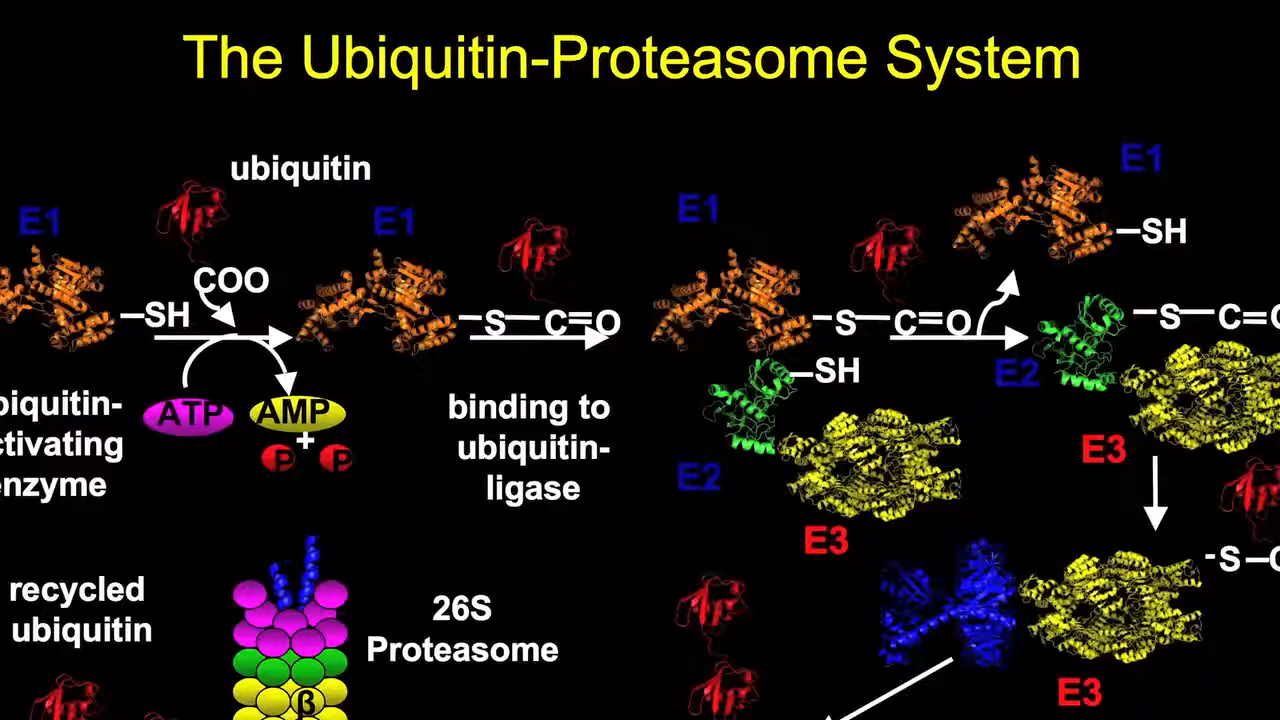 The Ubiquitin-Proteasome System
ubiquitin
E1
E1
E1
E1
COO
–SH
–S–C=O
–S–C=O
–SH
–S–C=
–SH
ATP
AMP
+
P P
biquitin-
ctivating
enzyme
binding to
ubiquitin-
ligase
E2
E3
E2
E3
recycled
ubiquitin
26S
Proteasome
β
-S–C
E3